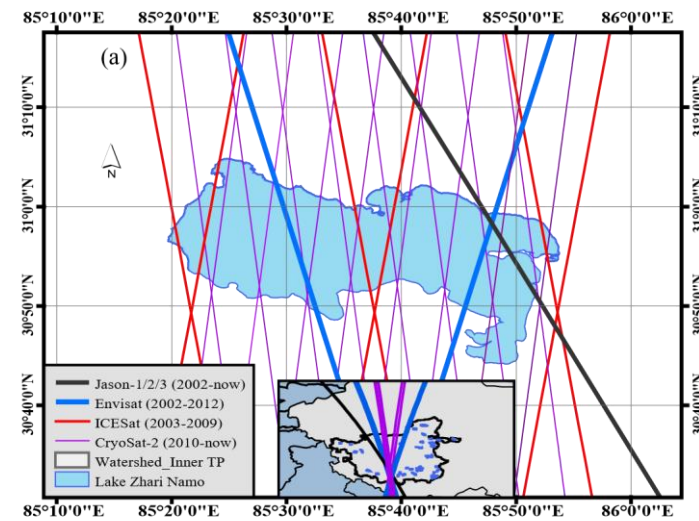 85°10'0"E 85°20'0"E 85°30'0"E 85°40'0"E 85°50'0"E 86°0'0"E
(a)
31°10'0"N 31°10'0"N
N
31°0'0"N 31°0'0"N
30°50'0"N 30°50'0"N
30°40'0"N 30°40'0"N
Jason-1/2/3 (2002-now)
Envisat (2002-2012)
ICESat (2003-2009)
CryoSat-2 (2010-now)
Watershed_Inner TP
Lake Zhari Namo
85°10'0"E 85°20'0"E 85°30'0"E 85°40'0"E 85°50'0"E 86°0'0"E